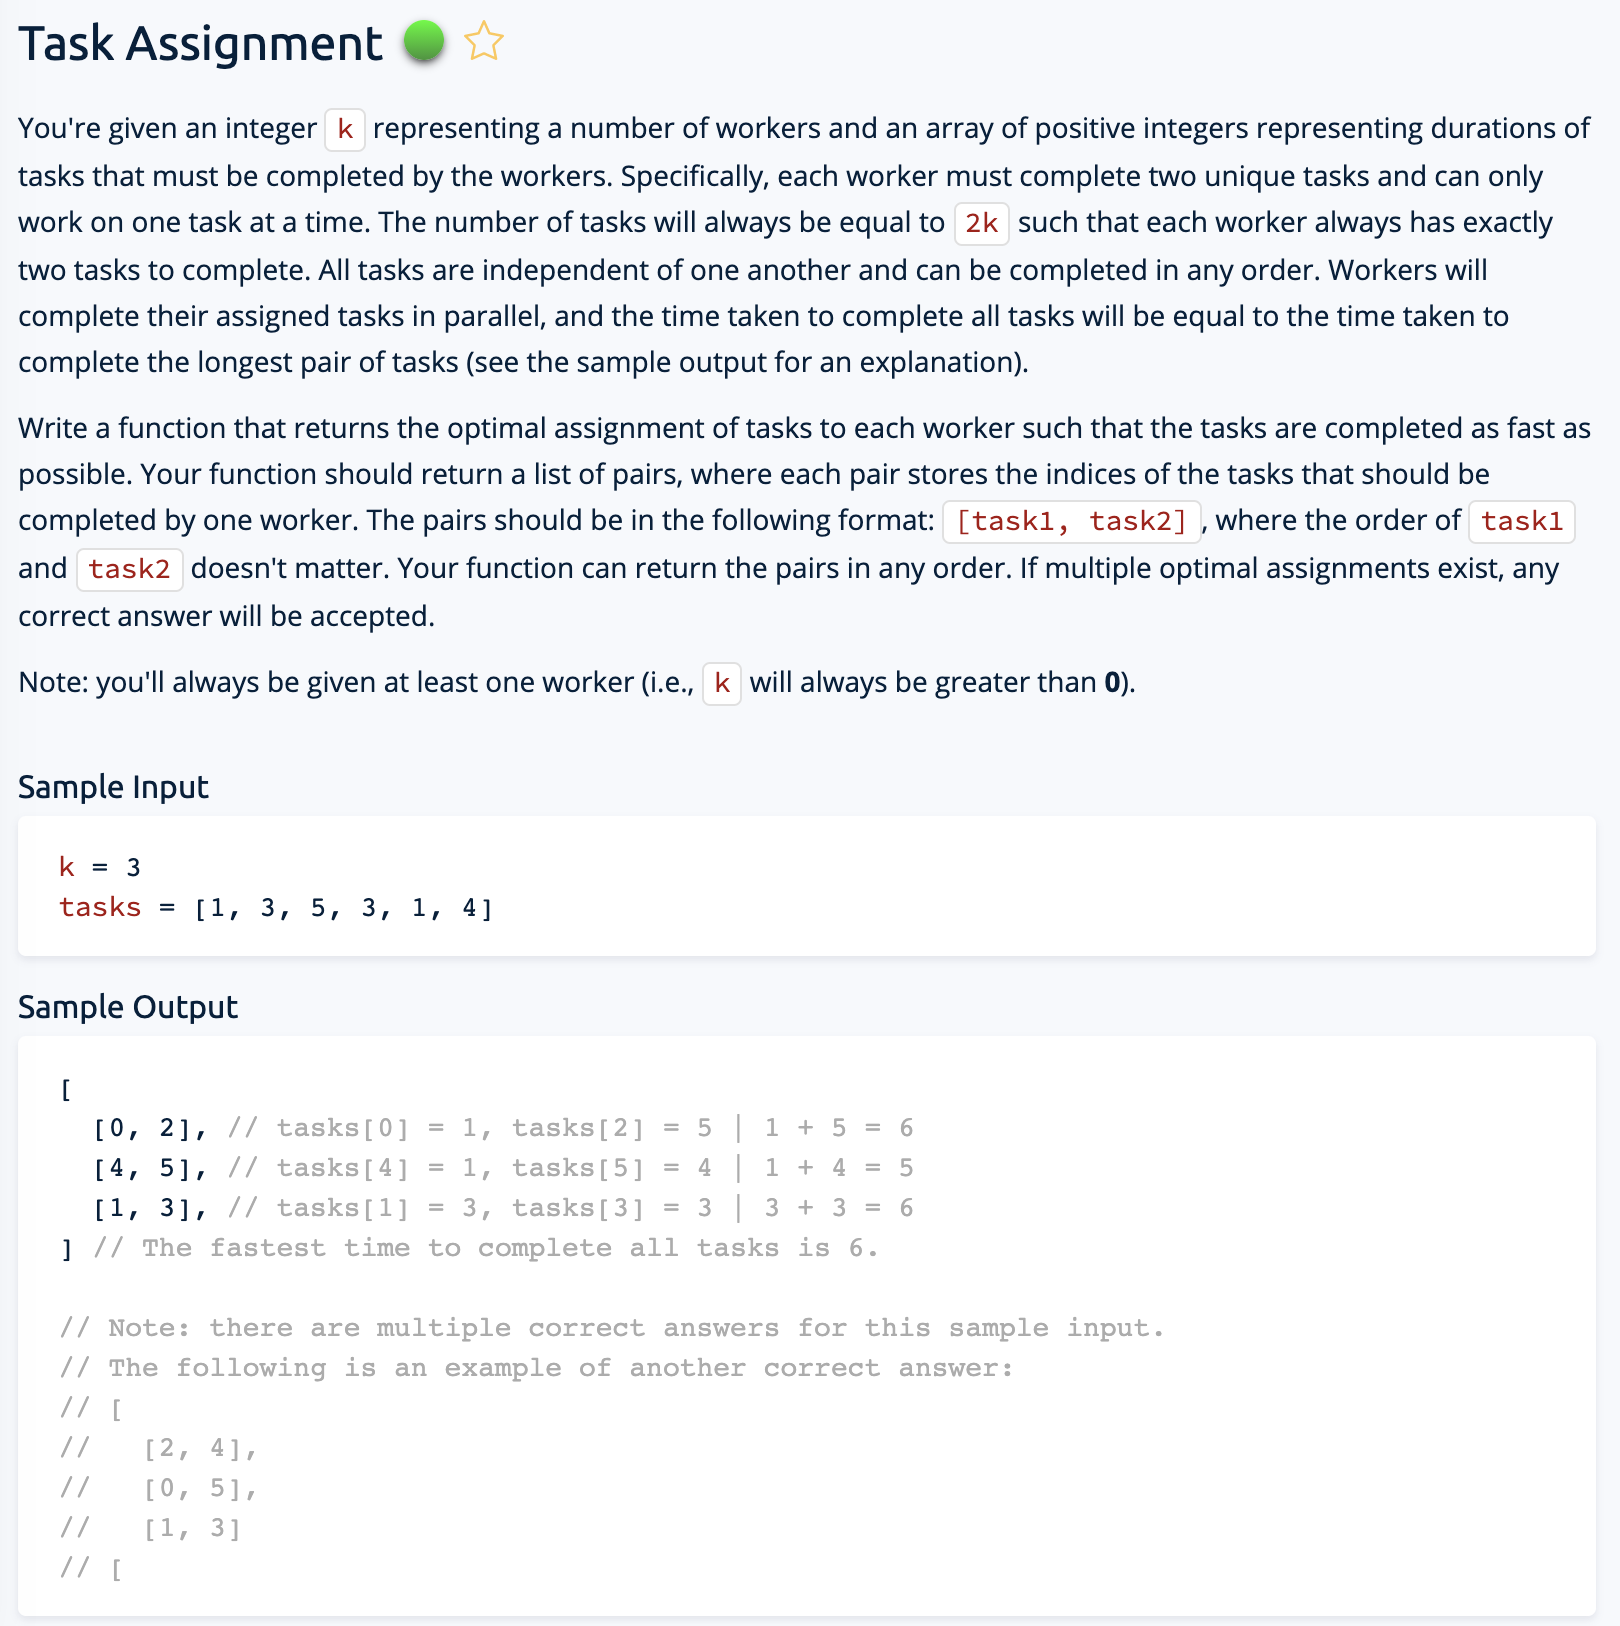 Task Assignment
You're given an integer k representing a number of workers and an array of positive integers representing durations of
tasks that must be completed by the workers. Specifically, each worker must complete two unique tasks and can only
work on one task at a time. The number of tasks will always be equal to 2k such that each worker always has exactly
two tasks to complete. All tasks are independent of one another and can be completed in any order. Workers will
complete their assigned tasks in parallel, and the time taken to complete all tasks will be equal to the time taken to
complete the longest pair of tasks (see the sample output for an explanation).
Write a function that returns the optimal assignment of tasks to each worker such that the tasks are completed as fast as
possible. Your function should return a list of pairs, where each pair stores the indices of the tasks that should be
completed by one worker. The pairs should be in the following format: [task1, task2] , where the order of task1
and task2 doesn't matter. Your function can return the pairs in any order. If multiple optimal assignments exist, any
correct answer will be accepted.
Note: you'll always be given at least one worker (i.e., k will always be greater than 0).
Sample Input
k = 3
tasks = [1, 3, 5, 3, 1, 4]
Sample Output
[
  [0, 2], // tasks[0] = 1, tasks[2] = 5 | 1 + 5 = 6
  [4, 5], // tasks[4] = 1, tasks[5] = 4 | 1 + 4 = 5
  [1, 3], // tasks[1] = 3, tasks[3] = 3 | 3 + 3 = 6
] // The fastest time to complete all tasks is 6.
// Note: there are multiple correct answers for this sample input.
// The following is an example of another correct answer:
// [
//   [2, 4],
//   [0, 5],
//   [1, 3]
// [